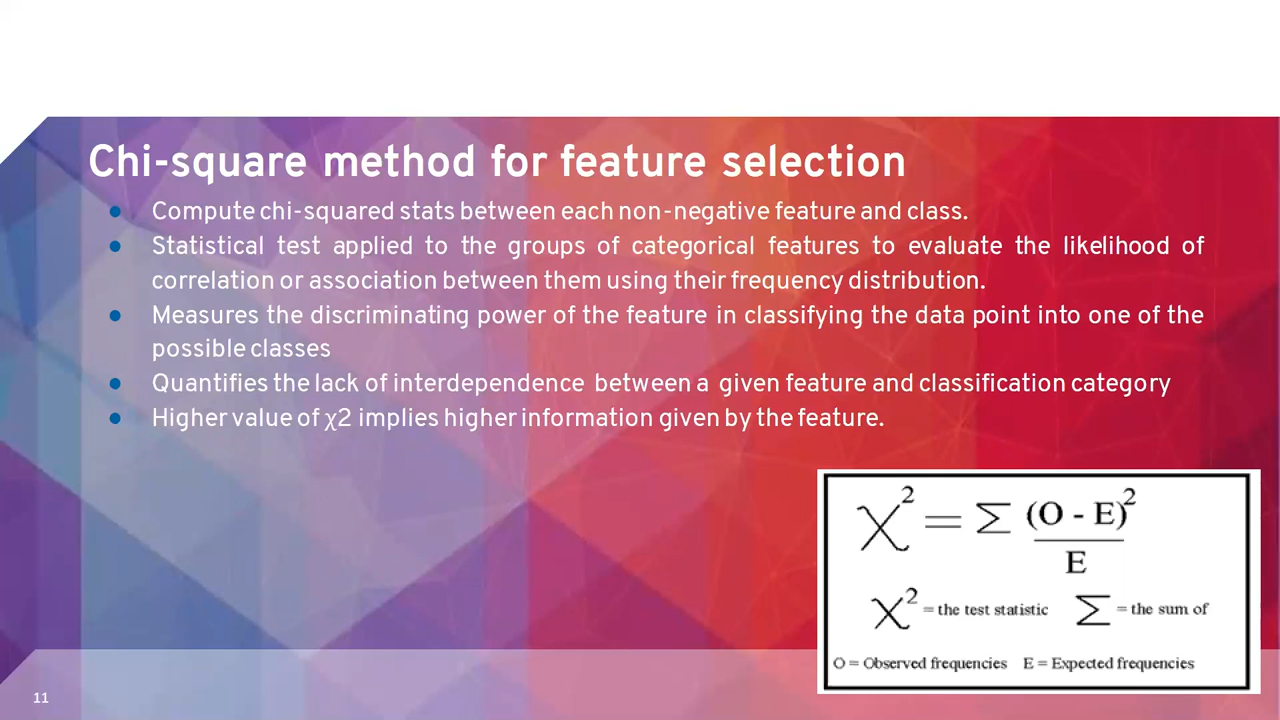 Chi-square method for feature selection
● Compute chi-squared stats between each non-negative feature and class.
● Statistical test applied to the groups of categorical features to evaluate the likelihood of
correlation or association between them using their frequency distribution.
● Measures the discriminating power of the feature in classifying the data point into one of the
possible classes
● Quantifies the lack of interdependence between a given feature and classification category
● Higher value of χ2 implies higher information given by the feature.
χ² = Σ (O - E)² / E
χ² = the test statistic Σ = the sum of
O = Observed frequencies E = Expected frequencies
11